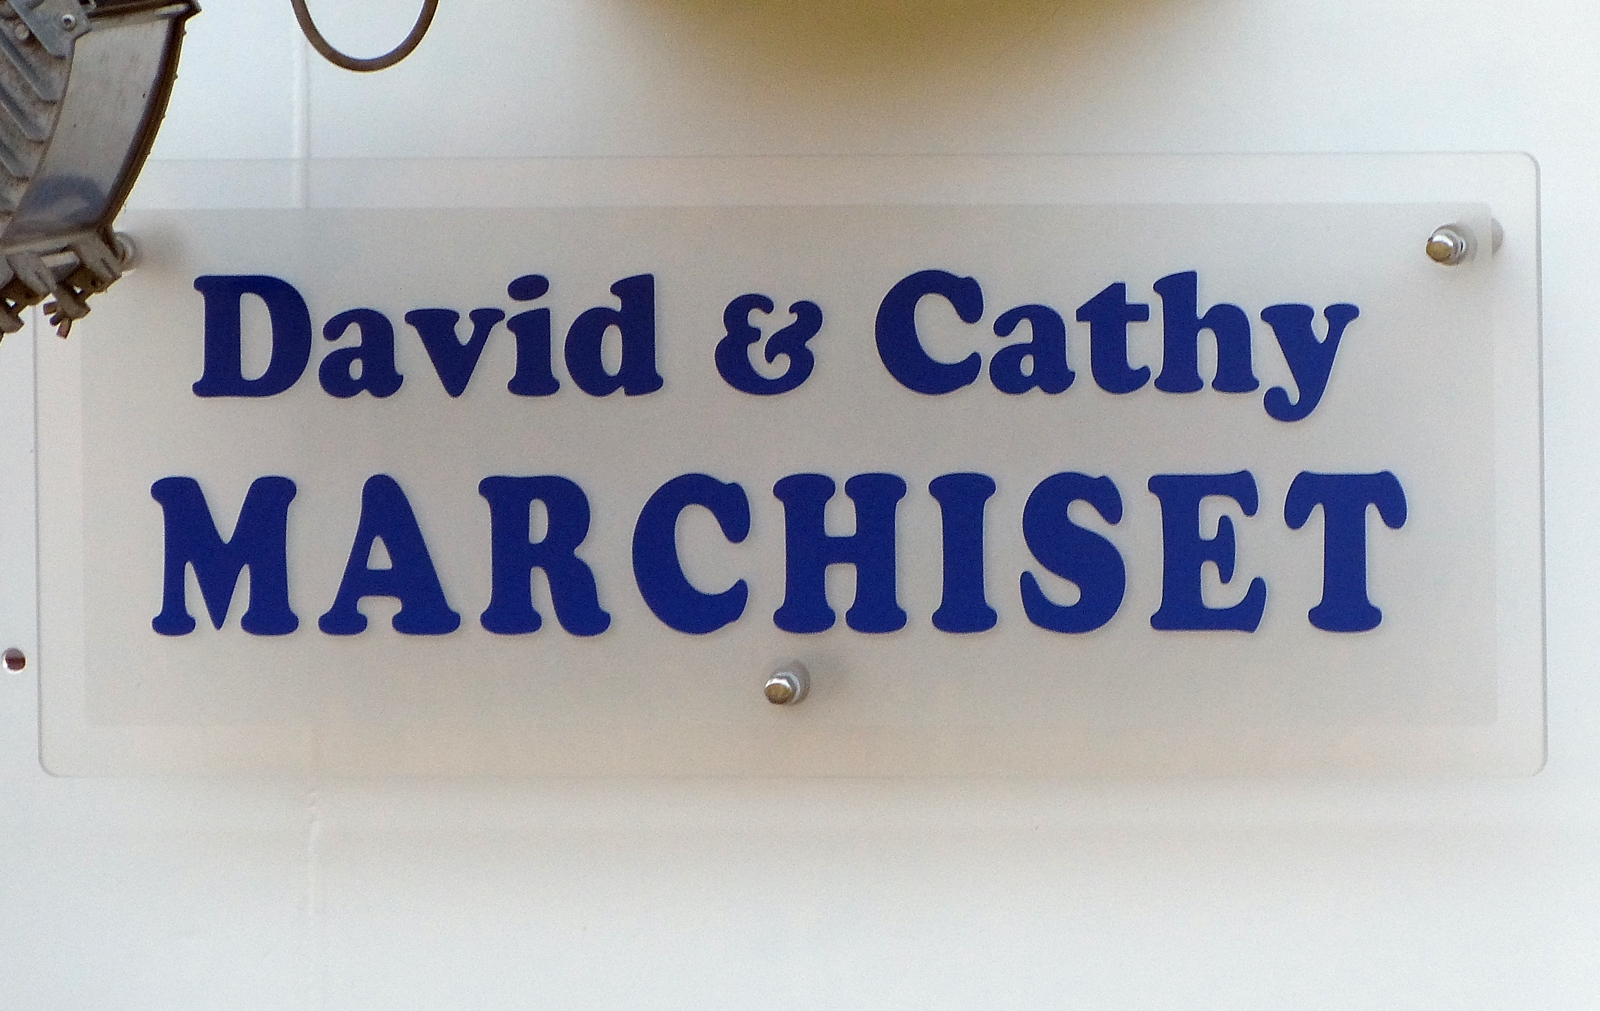 David & Cathy
MARCHISET